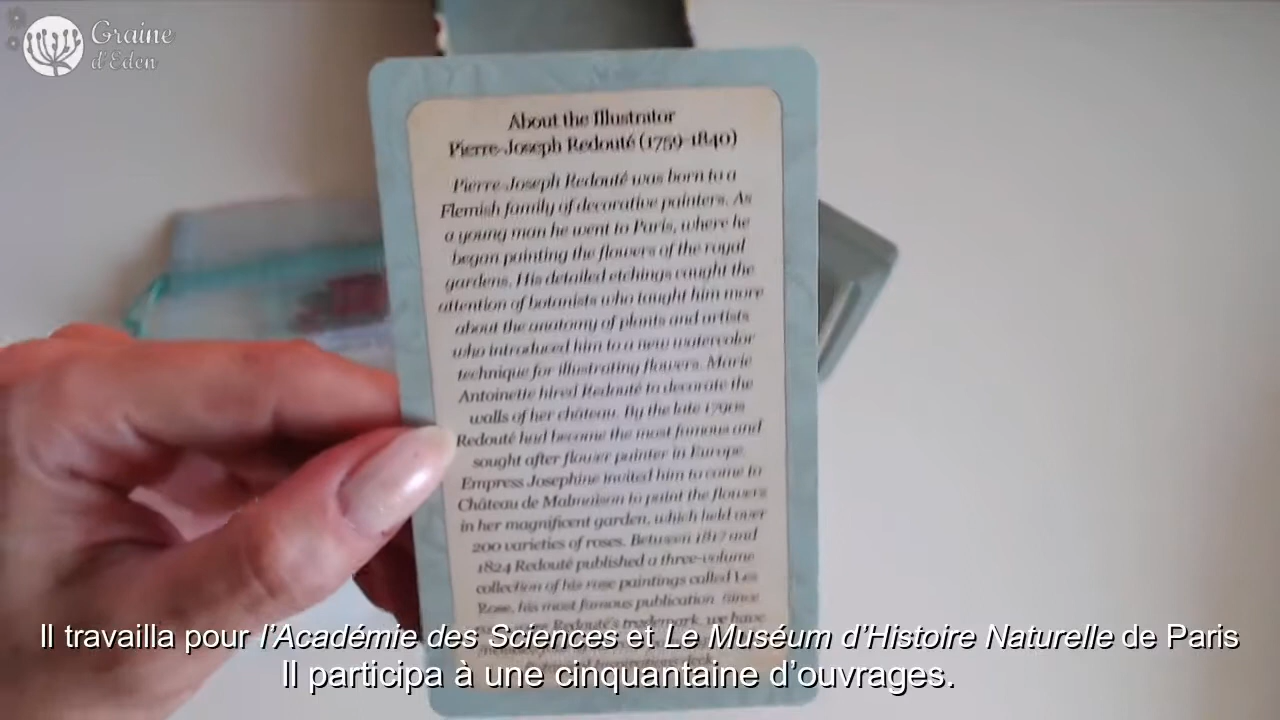 Graine
d'Eden
About the Illustrator
Pierre-Joseph Redouté (1759-1840)
Pierre-Joseph Redouté was born to a
Flemish family of decorative painters. As
a young man he went to Paris, where he
began painting the flowers of the royal
gardens. His detailed etchings caught the
attention of botanists who taught him more
about the anatomy of plants and artists
who introduced him to a new watercolor
technique for illustrating flowers. Marie
Antoinette hired Redouté to decorate the
walls of her château. By the late 1790s
Redouté had become the most famous and
sought after flower painter in Europe.
Empress Josephine invited him to come to
Château de Malmaison to paint the flowers
in her magnificent garden, which held over
200 varieties of roses. Between 1817 and
1824 Redouté published a three-volume
collection of his rose paintings called Les
Rose, his most famous publication. Since
Redouté's trademark, we have
Il travailla pour l'Académie des Sciences et Le Muséum d'Histoire Naturelle de Paris
Il participa à une cinquantaine d'ouvrages.